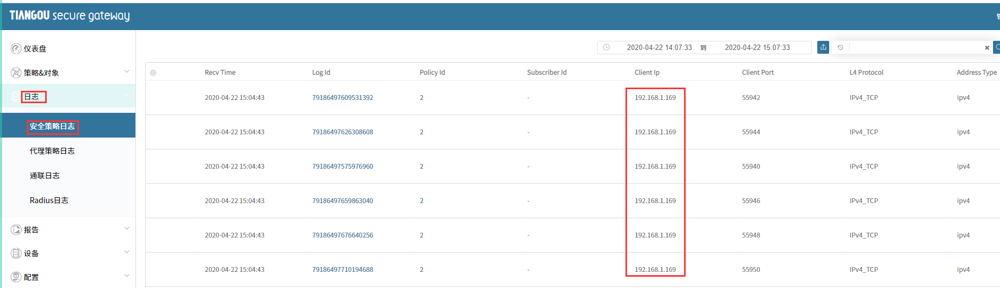 TIANGOU secure gateway
仪表盘
策略&对象
日志
安全策略日志
代理策略日志
通联日志
Radius日志
报告
设备
配置
2020-04-22 14:07:33 到 2020-04-22 15:07:33
Recv Time Log Id Policy Id Subscriber Id Client Ip Client Port L4 Protocol Address Type
2020-04-22 15:04:43 79186497609531392 2 - 192.168.1.169 55942 IPv4_TCP ipv4
2020-04-22 15:04:43 79186497626308608 2 - 192.168.1.169 55944 IPv4_TCP ipv4
2020-04-22 15:04:43 79186497575976960 2 - 192.168.1.169 55940 IPv4_TCP ipv4
2020-04-22 15:04:43 79186497659863040 2 - 192.168.1.169 55946 IPv4_TCP ipv4
2020-04-22 15:04:43 79186497676640256 2 - 192.168.1.169 55948 IPv4_TCP ipv4
2020-04-22 15:04:43 79186497710194688 2 - 192.168.1.169 55950 IPv4_TCP ipv4